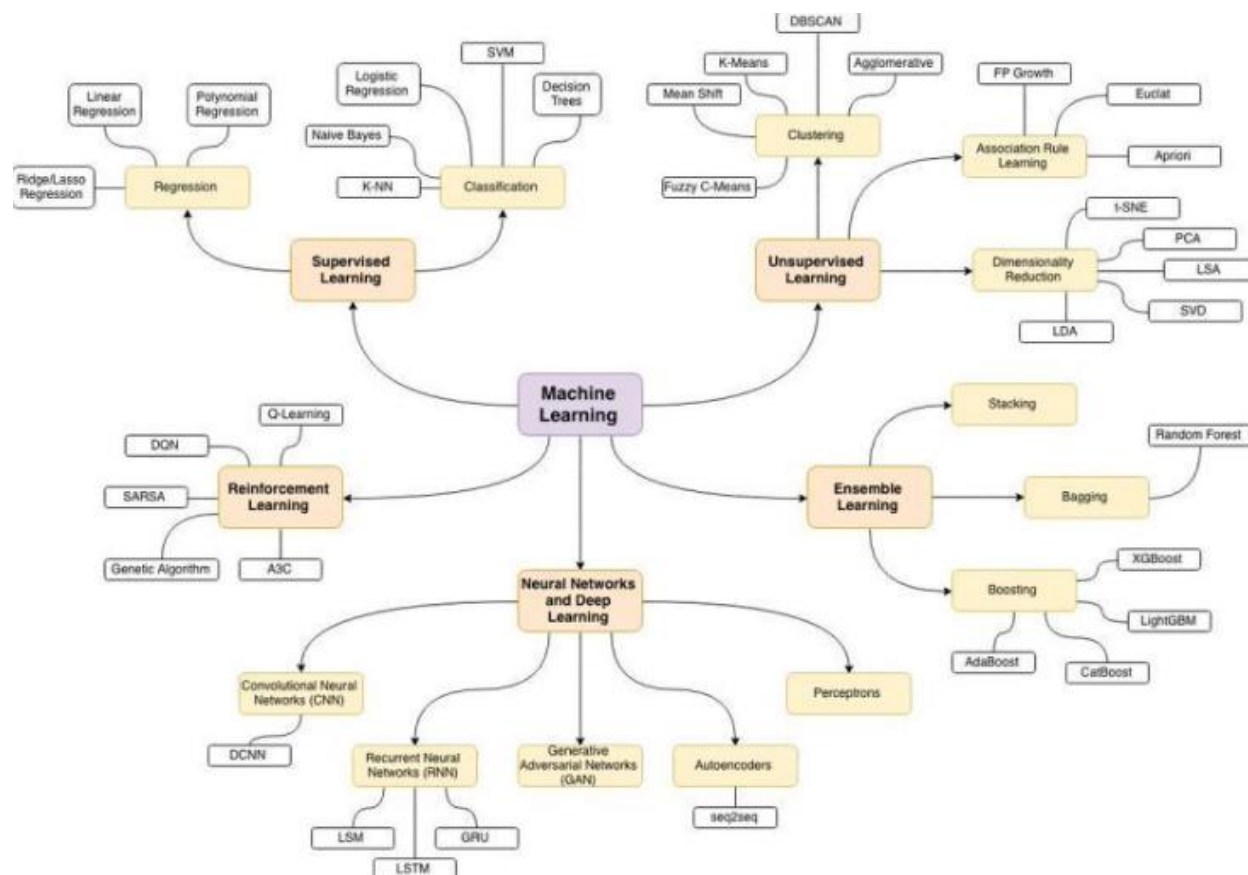 DBSCAN
SVM
K-Means
Agglomerative
Logistic
Regression
FP Growth
Linear
Regression
Polynomial
Regression
Decision
Trees
Mean Shift
Euclat
Naive Bayes
Clustering
Association Rule
Learning
Apriori
Ridge/Lasso
Regression
Regression
K-NN
Classification
Fuzzy C-Means
t-SNE
PCA
Supervised
Learning
Unsupervised
Learning
Dimensionality
Reduction
LSA
SVD
LDA
Machine
Learning
Stacking
Q-Learning
DQN
Random Forest
SARSA
Reinforcement
Learning
Ensemble
Learning
Bagging
Genetic Algorithm
A3C
XGBoost
Neural Networks
and Deep
Learning
Boosting
LightGBM
AdaBoost
CatBoost
Convolutional Neural
Networks (CNN)
Perceptrons
DCNN
Recurrent Neural
Networks (RNN)
Generative
Adversarial Networks
(GAN)
Autoencoders
seq2seq
LSM
GRU
LSTM